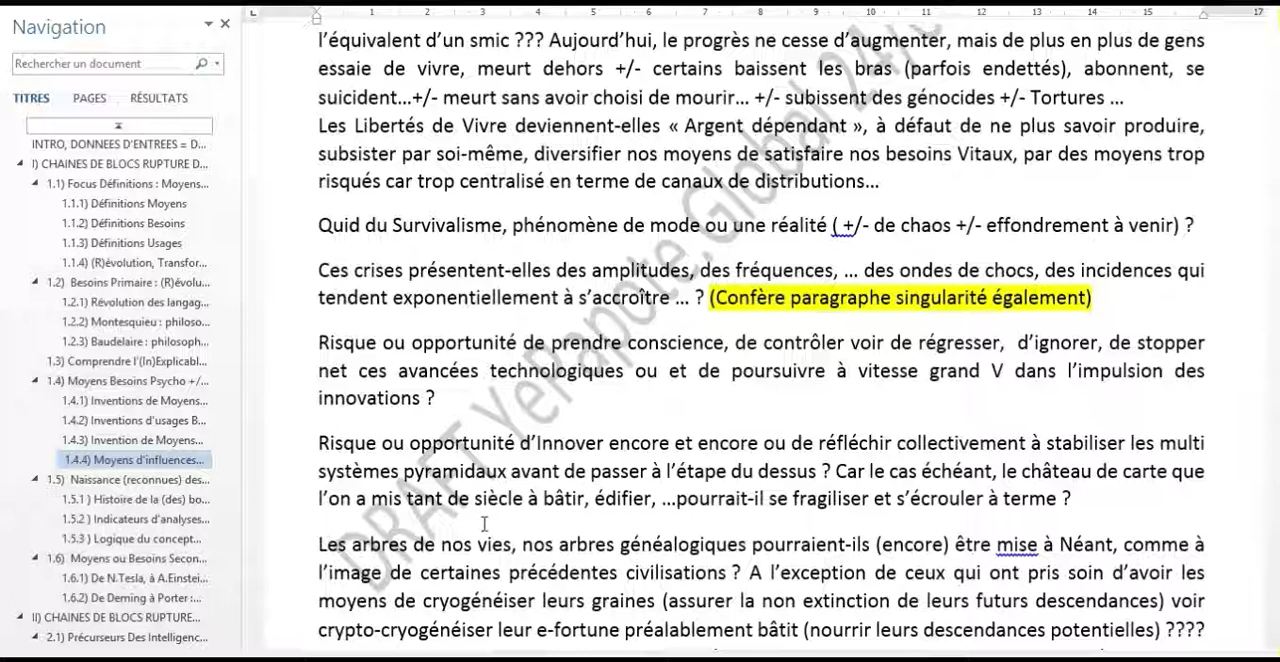 Navigation
Rechercher un document
TITRES PAGES RÉSULTATS
INTRO, DONNEES D'ENTREES = D...
I) CHAINES DE BLOCS RUPTURE D...
1.1) Focus Définitions : Moyens...
1.1.1) Définitions Moyens
1.1.2) Définitions Besoins
1.1.3) Définitions Usages
1.1.4) (R)évolution, Transfor...
1.2) Besoins Primaire : (R)évolu...
1.2.1) Révolution des langag...
1.2.2) Montesquieu : philoso...
1.2.3) Baudelaire : philosoph...
1.3) Comprendre l'(In)Explicabl...
1.4) Moyens Besoins Psycho +/...
1.4.1) Inventions de Moyens...
1.4.2) Inventions d'usages B...
1.4.3) Invention de Moyens...
1.4.4) Moyens d'influences...
1.5) Naissance (reconnues) des...
1.5.1 ) Histoire de la (des) bo...
1.5.2 ) Indicateurs d'analyses...
1.5.3 ) Logique du concept...
1.6) Moyens ou Besoins Secon...
1.6.1) De N.Tesla, à A.Einstei...
1.6.2) De Deming à Porter :...
II) CHAINES DE BLOCS RUPTURE...
2.1) Précurseurs Des Intelligenc...
1 2 3 4 5 6 7 8 9 10 11 12 13 14 15 17
l'équivalent d'un smic ??? Aujourd'hui, le progrès ne cesse d'augmenter, mais de plus en plus de gens
essaie de vivre, meurt dehors +/- certains baissent les bras (parfois endettés), abonnent, se
suicident...+/- meurt sans avoir choisi de mourir... +/- subissent des génocides +/- Tortures ...
Les Libertés de Vivre deviennent-elles « Argent dépendant », à défaut de ne plus savoir produire,
subsister par soi-même, diversifier nos moyens de satisfaire nos besoins Vitaux, par des moyens trop
risqués car trop centralisé en terme de canaux de distributions...
Quid du Survivalisme, phénomène de mode ou une réalité ( +/- de chaos +/- effondrement à venir) ?
Ces crises présentent-elles des amplitudes, des fréquences, ... des ondes de chocs, des incidences qui
tendent exponentiellement à s'accroître ... ? (Confère paragraphe singularité également)
Risque ou opportunité de prendre conscience, de contrôler voir de régresser, d'ignorer, de stopper
net ces avancées technologiques ou et de poursuivre à vitesse grand V dans l'impulsion des
innovations ?
Risque ou opportunité d'Innover encore et encore ou de réfléchir collectivement à stabiliser les multi
systèmes pyramidaux avant de passer à l'étape du dessus ? Car le cas échéant, le château de carte que
l'on a mis tant de siècle à bâtir, édifier, ...pourrait-il se fragiliser et s'écrouler à terme ?
Les arbres de nos vies, nos arbres généalogiques pourraient-ils (encore) être mise à Néant, comme à
l'image de certaines précédentes civilisations ? A l'exception de ceux qui ont pris soin d'avoir les
moyens de cryogénéiser leurs graines (assurer la non extinction de leurs futurs descendances) voir
crypto-cryogénéiser leur e-fortune préalablement bâtit (nourrir leurs descendances potentielles) ????
DRAFT YePapote.Global